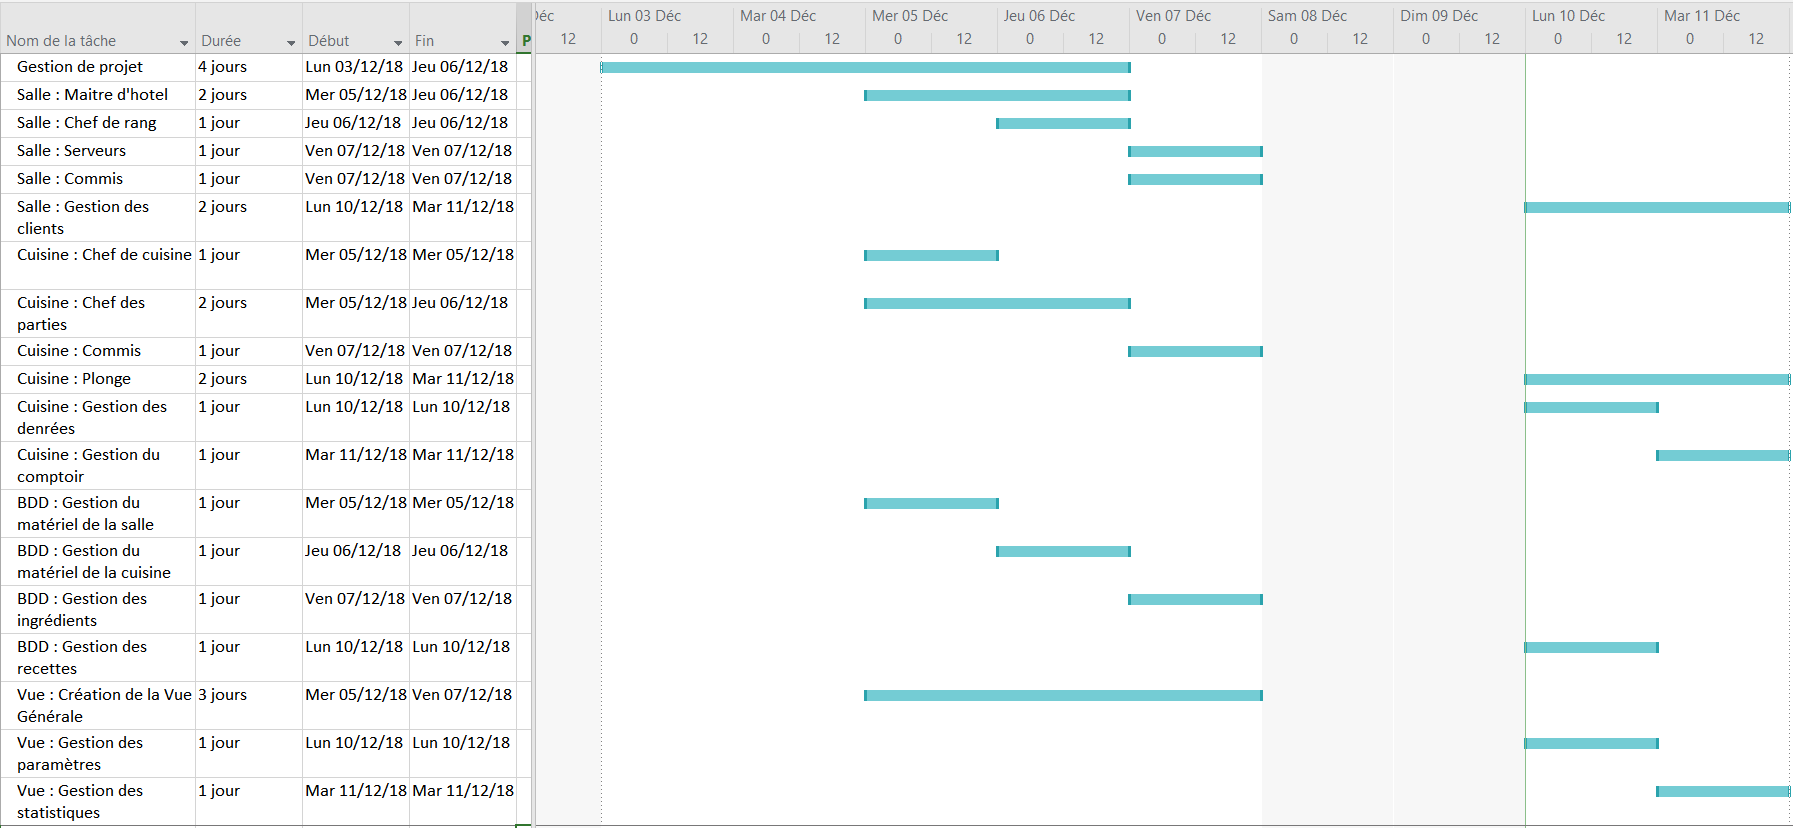 Déc Lun 03 Déc Mar 04 Déc Mer 05 Déc Jeu 06 Déc Ven 07 Déc Sam 08 Déc Dim 09 Déc Lun 10 Déc Mar 11 Déc
Nom de la tâche Durée Début Fin P 12 0 12 0 12 0 12 0 12 0 12 0 12 0 12 0 12 0 12
Gestion de projet 4 jours Lun 03/12/18 Jeu 06/12/18
Salle : Maitre d'hotel 2 jours Mer 05/12/18 Jeu 06/12/18
Salle : Chef de rang 1 jour Jeu 06/12/18 Jeu 06/12/18
Salle : Serveurs 1 jour Ven 07/12/18 Ven 07/12/18
Salle : Commis 1 jour Ven 07/12/18 Ven 07/12/18
Salle : Gestion des 2 jours Lun 10/12/18 Mar 11/12/18
clients
Cuisine : Chef de cuisine 1 jour Mer 05/12/18 Mer 05/12/18
Cuisine : Chef des 2 jours Mer 05/12/18 Jeu 06/12/18
parties
Cuisine : Commis 1 jour Ven 07/12/18 Ven 07/12/18
Cuisine : Plonge 2 jours Lun 10/12/18 Mar 11/12/18
Cuisine : Gestion des 1 jour Lun 10/12/18 Lun 10/12/18
denrées
Cuisine : Gestion du 1 jour Mar 11/12/18 Mar 11/12/18
comptoir
BDD : Gestion du 1 jour Mer 05/12/18 Mer 05/12/18
matériel de la salle
BDD : Gestion du 1 jour Jeu 06/12/18 Jeu 06/12/18
matériel de la cuisine
BDD : Gestion des 1 jour Ven 07/12/18 Ven 07/12/18
ingrédients
BDD : Gestion des 1 jour Lun 10/12/18 Lun 10/12/18
recettes
Vue : Création de la Vue 3 jours Mer 05/12/18 Ven 07/12/18
Générale
Vue : Gestion des 1 jour Lun 10/12/18 Lun 10/12/18
paramètres
Vue : Gestion des 1 jour Mar 11/12/18 Mar 11/12/18
statistiques